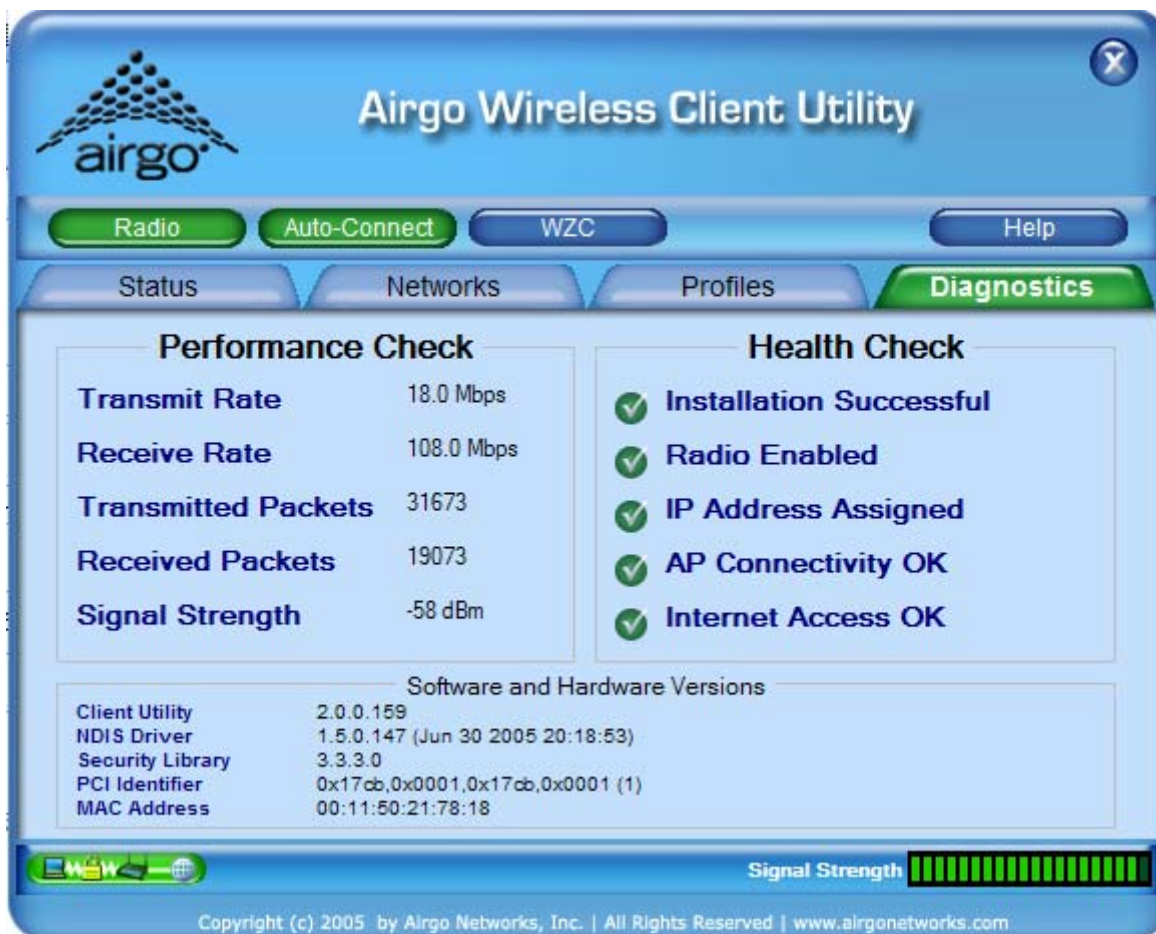 airgo
Airgo Wireless Client Utility
X
Radio Auto-Connect WZC Help
Status Networks Profiles Diagnostics
Performance Check
Transmit Rate 18.0 Mbps
Receive Rate 108.0 Mbps
Transmitted Packets 31673
Received Packets 19073
Signal Strength -58 dBm
Health Check
Installation Successful
Radio Enabled
IP Address Assigned
AP Connectivity OK
Internet Access OK
Software and Hardware Versions
Client Utility 2.0.0.159
NDIS Driver 1.5.0.147 (Jun 30 2005 20:18:53)
Security Library 3.3.3.0
PCI Identifier 0x17cb,0x0001,0x17cb,0x0001 (1)
MAC Address 00:11:50:21:78:18
Signal Strength
Copyright (c) 2005 by Airgo Networks, Inc. | All Rights Reserved | www.airgonetworks.com